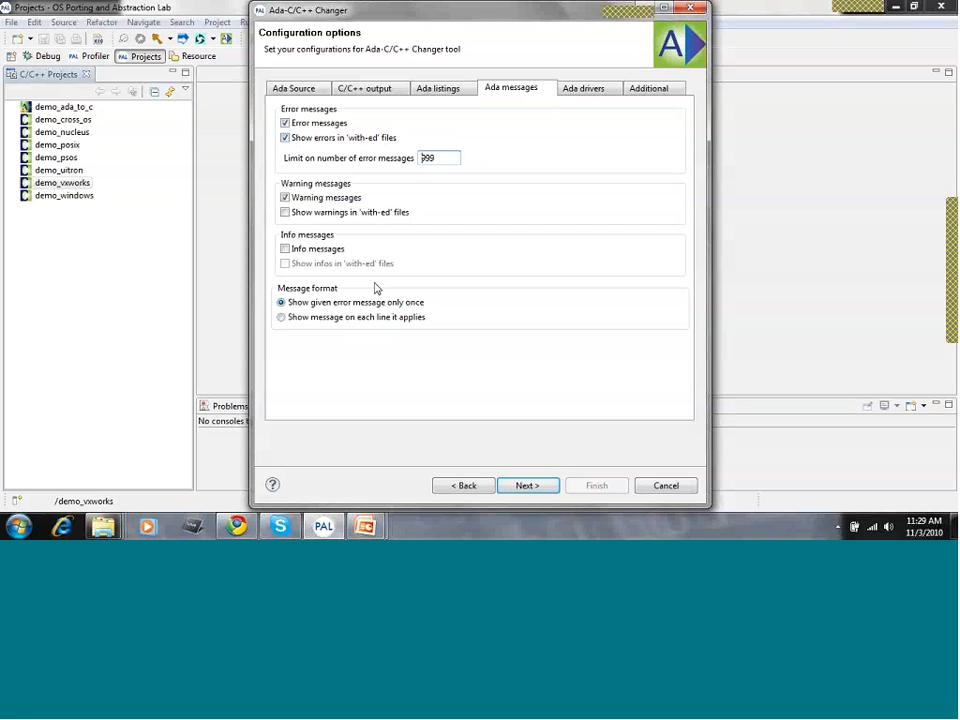 Projects - OS Porting and Abstraction Lab
File Edit Source Refactor Navigate Search Project
Debug Profiler Projects Resource
C/C++ Projects
demo_ada_to_c
demo_cross_os
demo_nucleus
demo_posix
demo_psos
demo_uitron
demo_vxworks
demo_windows
Ada-C/C++ Changer
Configuration options
Set your configurations for Ada-C/C++ Changer tool
Ada Source C/C++ output Ada listings Ada messages Ada drivers Additional
Error messages
Error messages
Show errors in 'with-ed' files
Limit on number of error messages 999
Warning messages
Warning messages
Show warnings in 'with-ed' files
Info messages
Info messages
Show infos in 'with-ed' files
Message format
Show given error message only once
Show message on each line it applies
Problems
No consoles
< Back Next > Finish Cancel
/demo_vxworks
PAL
11:29 AM
11/3/2010